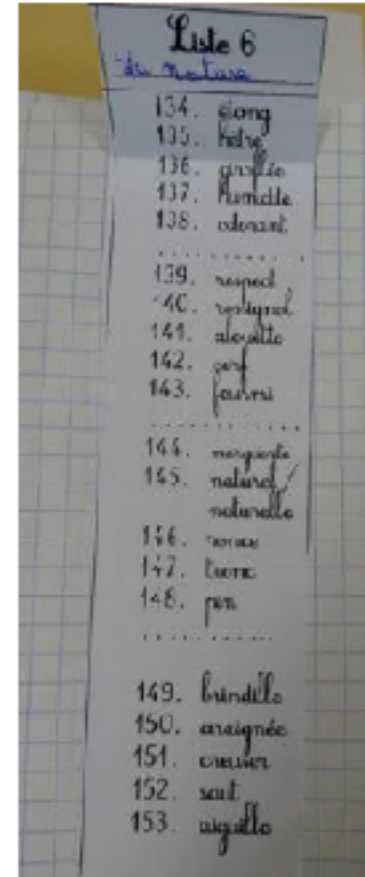 Liste 6
la nature
134. étang
135. hêtre
136. giroflée
137. humide
138. odorant
139. respect
140. rossignol
141. alouette
142. cerf
143. fourmi
144. marguerite
145. naturel/
naturelle
146.
147. tronc
148. pin
149. brindille
150. araignée
151. creuser
152.
153. aiguille